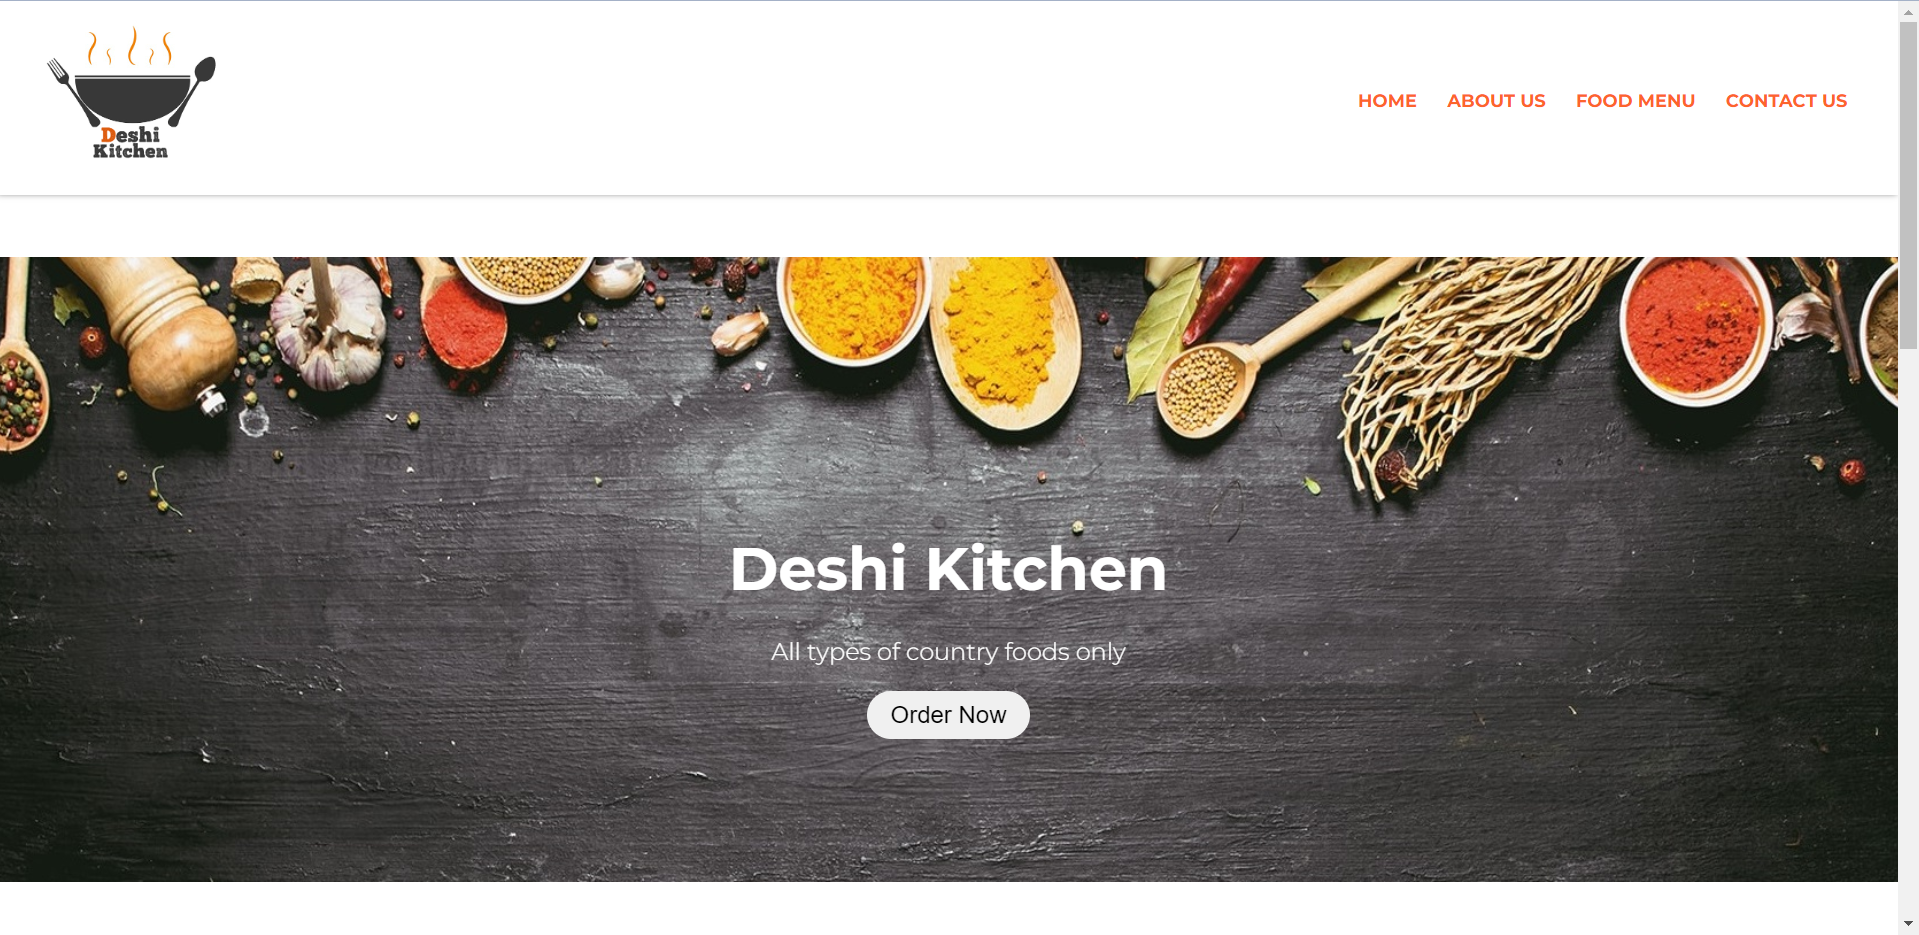 Deshi
Kitchen
HOME ABOUT US FOOD MENU CONTACT US
Deshi Kitchen
All types of country foods only
Order Now